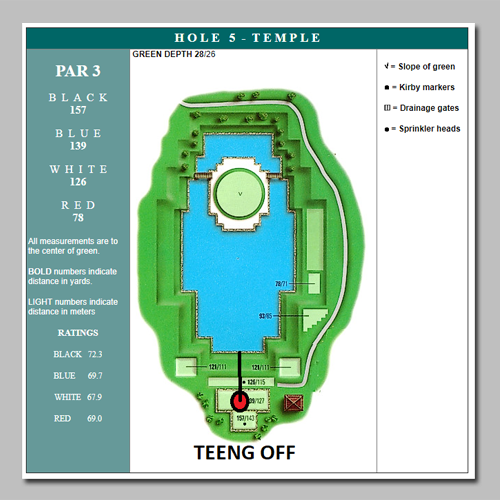 HOLE 5 - TEMPLE
PAR 3
BLACK
157
BLUE
139
WHITE
126
RED
78
All measurements are to
the center of green.
BOLD numbers indicate
distance in yards.
LIGHT numbers indicate
distance in meters
RATINGS
BLACK 72.3
BLUE 69.7
WHITE 67.9
RED 69.0
GREEN DEPTH 28/26
78/71
93/85
121/111
121/111
126/115
/127
157/143
TEENG OFF
= Slope of green
= Kirby markers
= Drainage gates
= Sprinkler heads